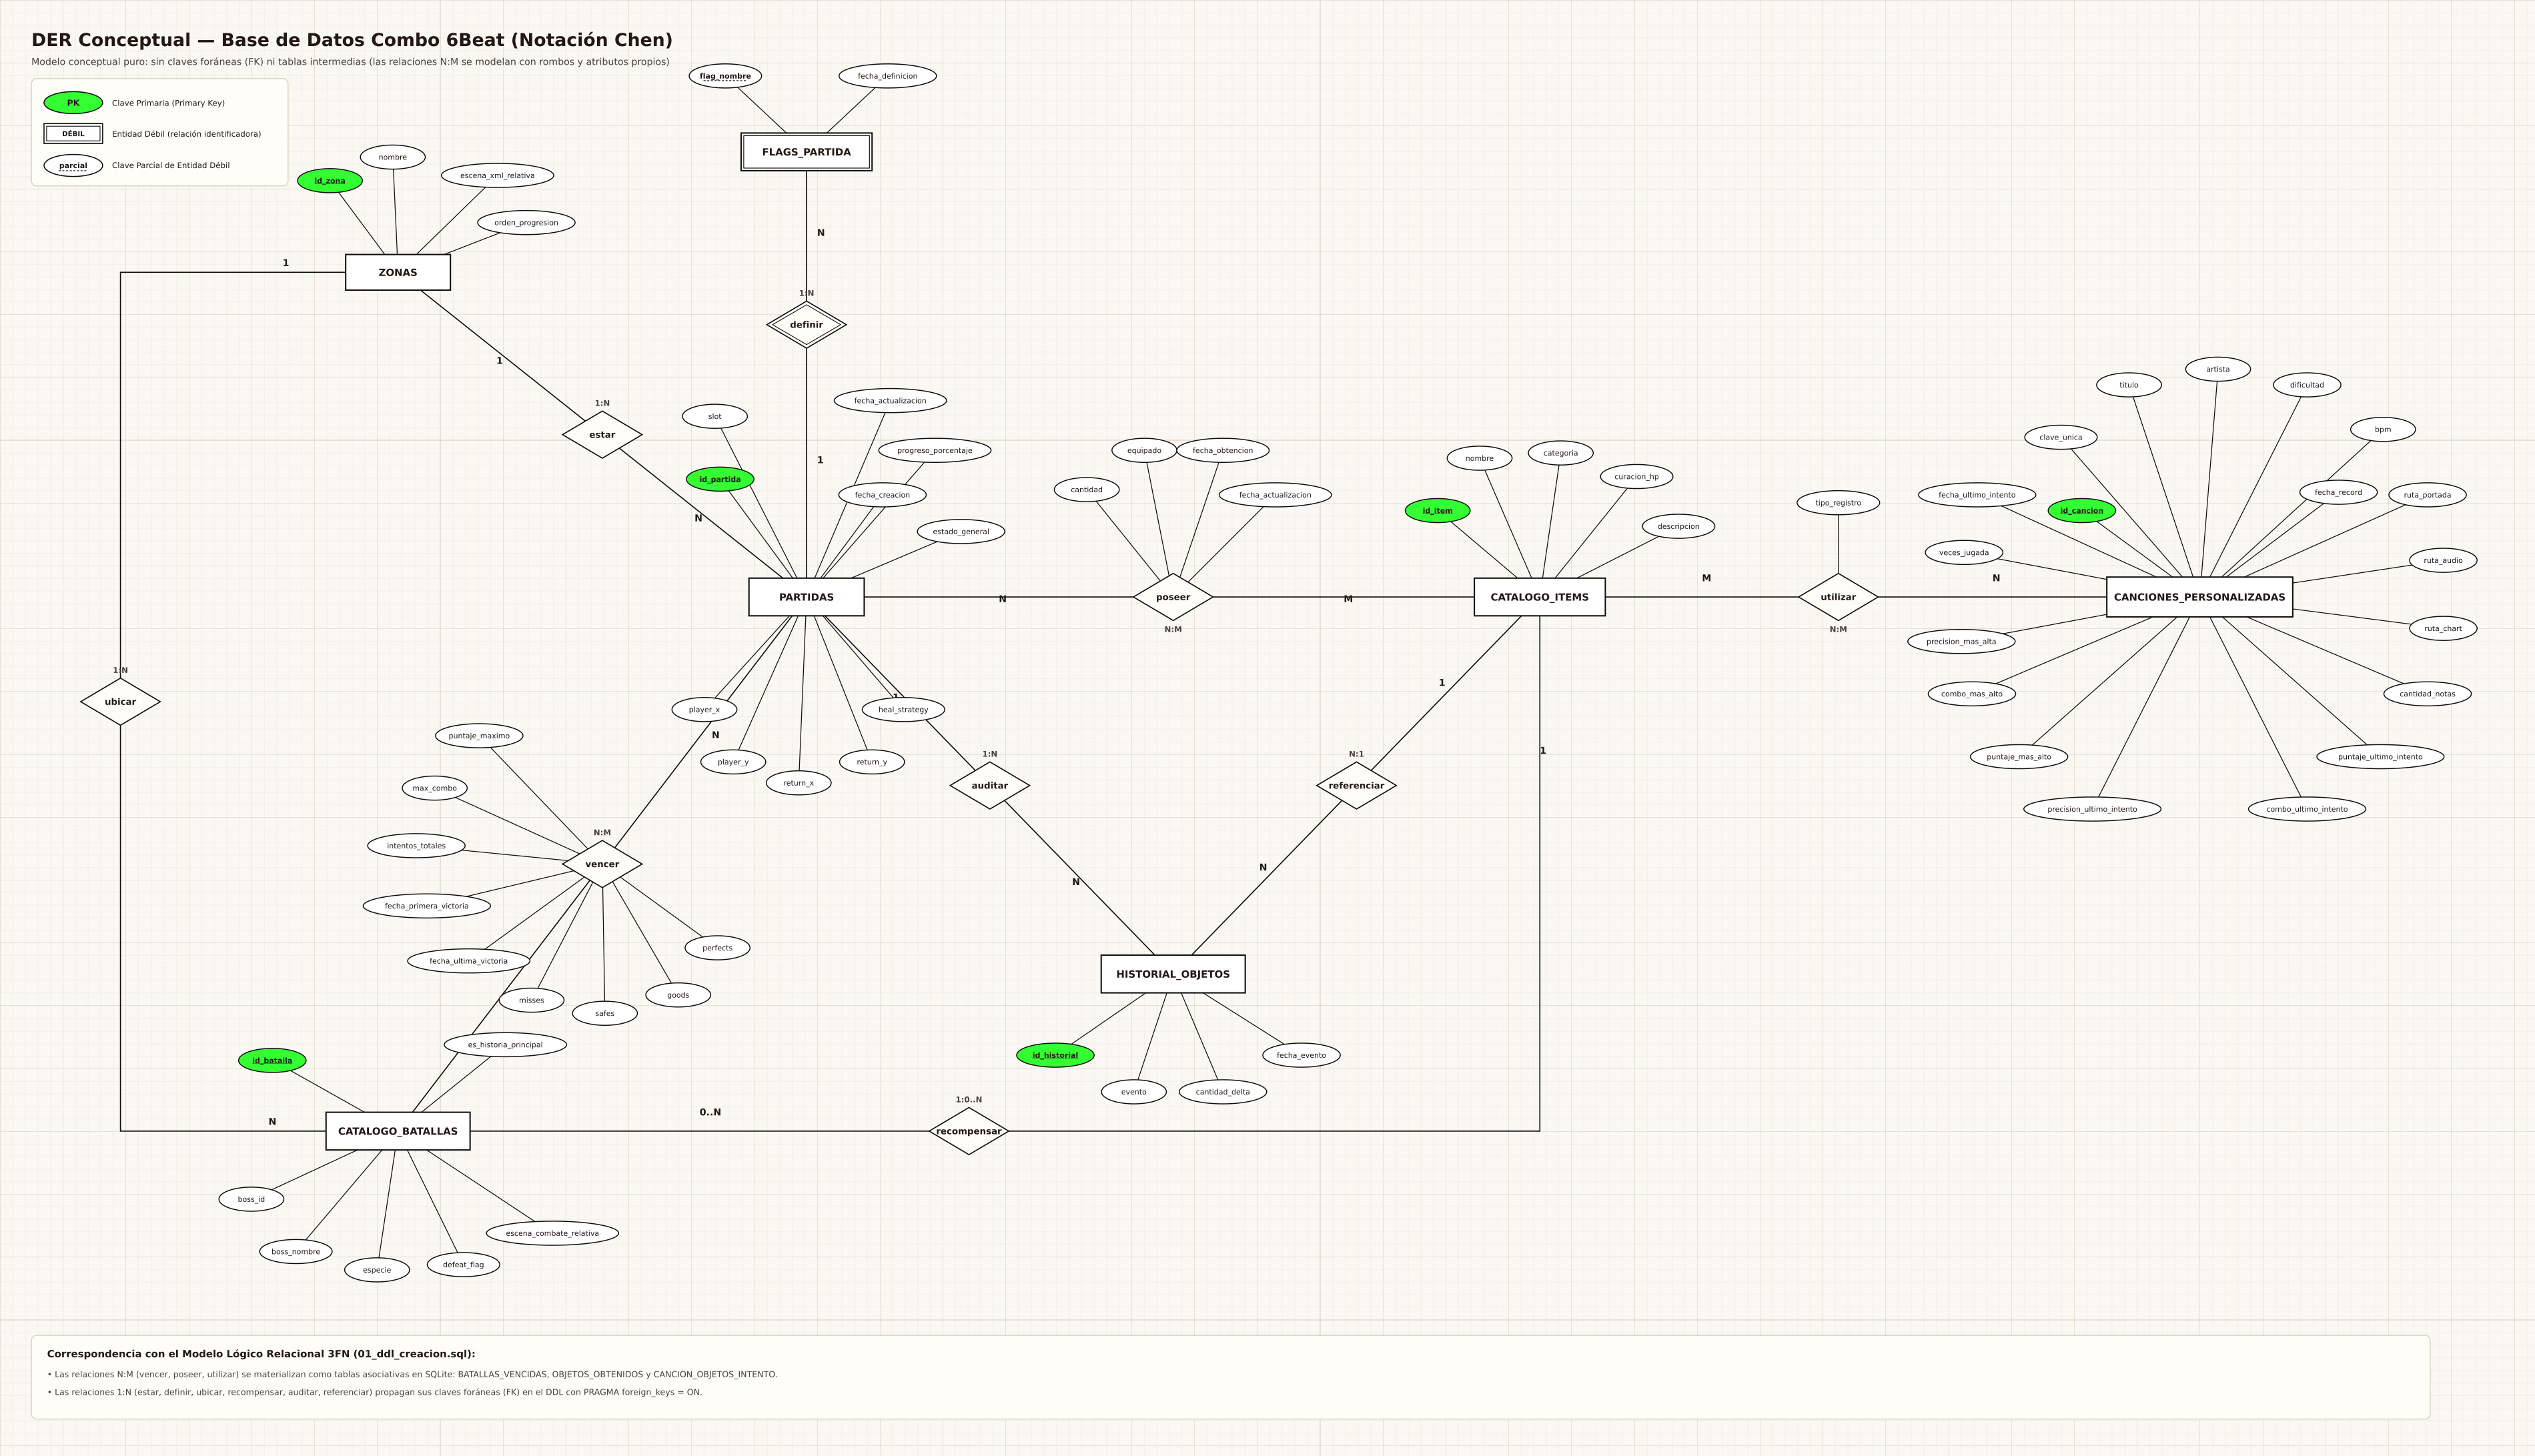 DER Conceptual — Base de Datos Combo 6Beat (Notación Chen)
Modelo conceptual puro: sin claves foráneas (FK) ni tablas intermedias (las relaciones N:M se modelan con rombos y atributos propios)
PK
Clave Primaria (Primary Key)
DÉBIL
Entidad Débil (relación identificadora)
parcial
Clave Parcial de Entidad Débil
flag_nombre
fecha_definicion
FLAGS_PARTIDA
N
1:N
definir
1
id_zona
nombre
escena_xml_relativa
orden_progresion
ZONAS
1
1
1:N
estar
N
slot
fecha_actualizacion
progreso_porcentaje
id_partida
fecha_creacion
estado_general
PARTIDAS
N
cantidad
equipado
fecha_obtencion
fecha_actualizacion
poseer
N:M
M
id_item
nombre
categoria
curacion_hp
descripcion
CATALOGO_ITEMS
M
tipo_registro
utilizar
N:M
N
titulo
artista
dificultad
clave_unica
bpm
fecha_ultimo_intento
id_cancion
fecha_record
ruta_portada
veces_jugada
ruta_audio
CANCIONES_PERSONALIZADAS
precision_mas_alta
ruta_chart
combo_mas_alto
cantidad_notas
puntaje_mas_alto
puntaje_ultimo_intento
precision_ultimo_intento
combo_ultimo_intento
1:N
ubicar
player_x
heal_strategy
1
N
player_y
return_x
return_y
1:N
auditar
N
1
N:1
referenciar
N
1
puntaje_maximo
max_combo
intentos_totales
N:M
vencer
fecha_primera_victoria
fecha_ultima_victoria
misses
safes
goods
perfects
HISTORIAL_OBJETOS
id_historial
evento
cantidad_delta
fecha_evento
id_batalla
es_historia_principal
N
CATALOGO_BATALLAS
0..N
1:0..N
recompensar
boss_id
boss_nombre
especie
defeat_flag
escena_combate_relativa
Correspondencia con el Modelo Lógico Relacional 3FN (01_ddl_creacion.sql):
• Las relaciones N:M (vencer, poseer, utilizar) se materializan como tablas asociativas en SQLite: BATALLAS_VENCIDAS, OBJETOS_OBTENIDOS y CANCION_OBJETOS_INTENTO.
• Las relaciones 1:N (estar, definir, ubicar, recompensar, auditar, referenciar) propagan sus claves foráneas (FK) en el DDL con PRAGMA foreign_keys = ON.